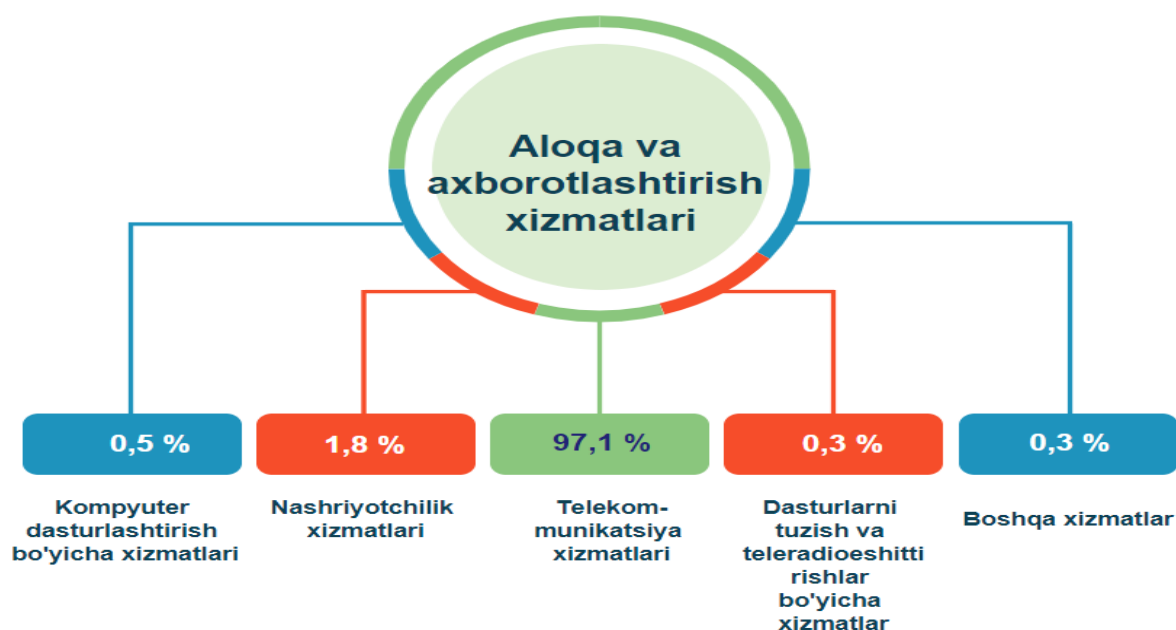 Aloqa va
axborotlashtirish
xizmatlari
0,5 %
1,8 %
97,1 %
0,3 %
0,3 %
Kompyuter
dasturlashtirish
bo'yicha xizmatlari
Nashriyotchilik
xizmatlari
Telekom-
munikatsiya
xizmatlari
Dasturlarni
tuzish va
teleradioeshitti
rishlar
bo'yicha
xizmatlar
Boshqa xizmatlar